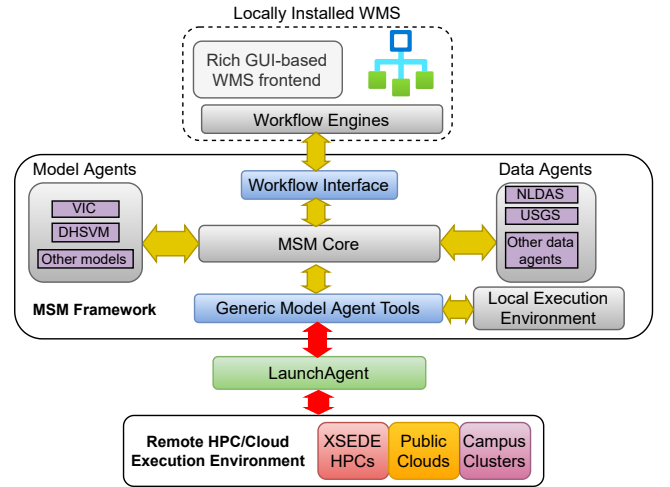 Locally Installed WMS
Rich GUI-based
WMS frontend
Workflow Engines
Model Agents
VIC
DHSVM
Other models
Workflow Interface
MSM Core
Generic Model Agent Tools
Data Agents
NLDAS
USGS
Other data
agents
Local Execution
Environment
MSM Framework
LaunchAgent
Remote HPC/Cloud
Execution Environment
XSEDE
HPCs
Public
Clouds
Campus
Clusters